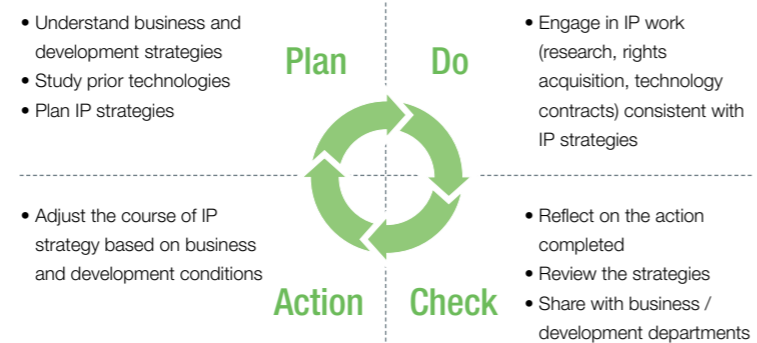 • Understand business and
development strategies
• Study prior technologies
• Plan IP strategies
Plan
Do
• Engage in IP work
(research, rights
acquisition, technology
contracts) consistent with
IP strategies
• Adjust the course of IP
strategy based on business
and development conditions
Action
Check
• Reflect on the action
completed
• Review the strategies
• Share with business /
development departments